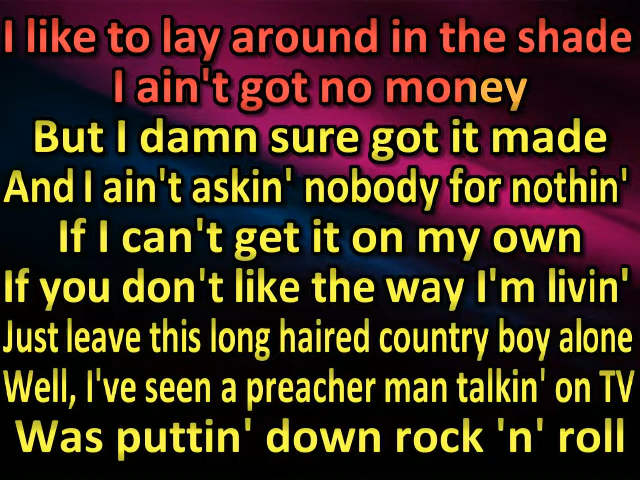 I like to lay around in the shade
I ain't got no money
But I damn sure got it made
And I ain't askin' nobody for nothin'
If I can't get it on my own
If you don't like the way I'm livin'
Just leave this long haired country boy alone
Well, I've seen a preacher man talkin' on TV
Was puttin' down rock 'n' roll